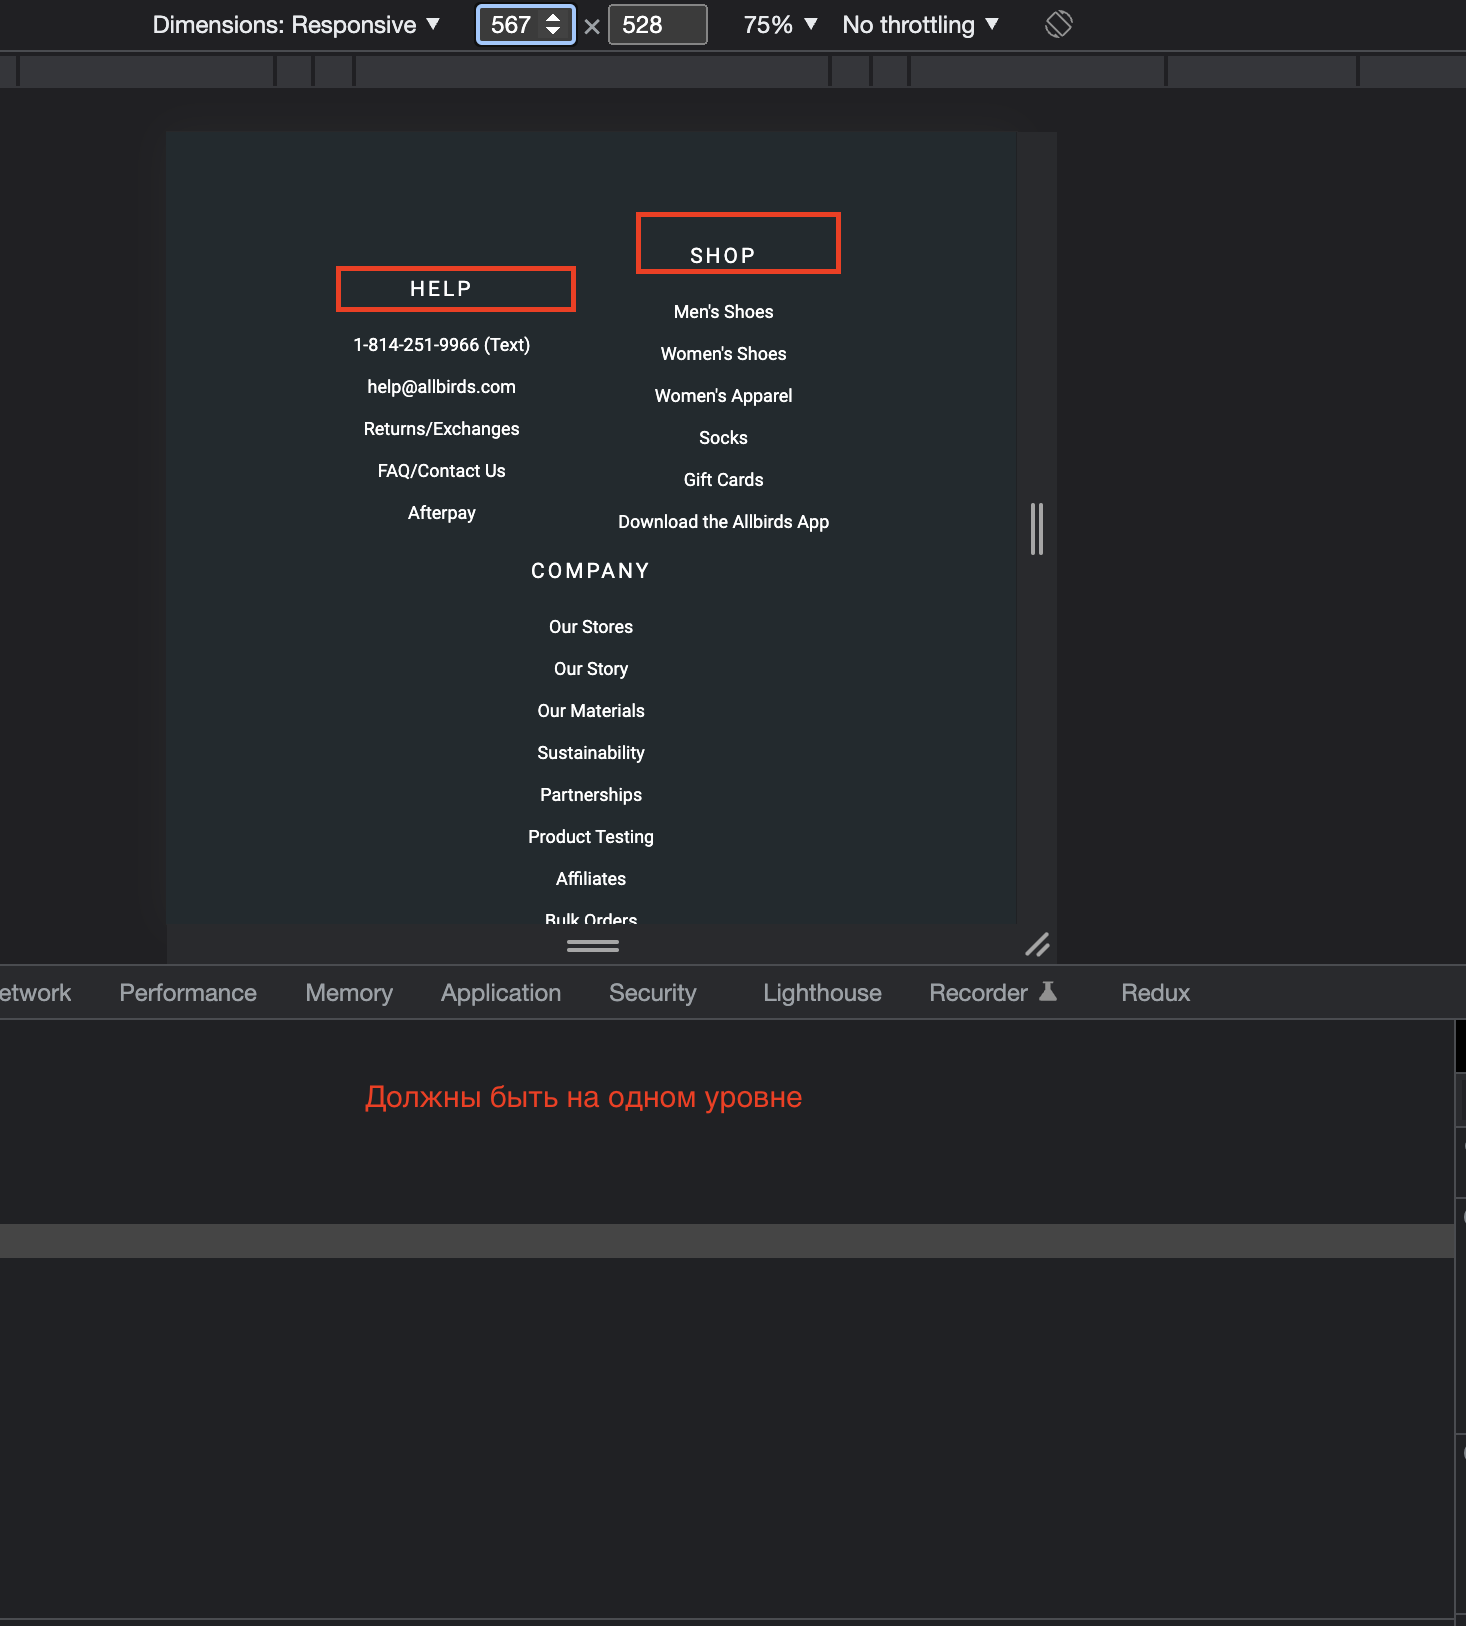 Dimensions: Responsive ▼ 567 × 528 75% ▼ No throttling ▼
HELP
1-814-251-9966 (Text)
help@allbirds.com
Returns/Exchanges
FAQ/Contact Us
Afterpay
SHOP
Men's Shoes
Women's Shoes
Women's Apparel
Socks
Gift Cards
Download the Allbirds App
COMPANY
Our Stores
Our Story
Our Materials
Sustainability
Partnerships
Product Testing
Affiliates
Bulk Orders
etwork Performance Memory Application Security Lighthouse Recorder Redux
Должны быть на одном уровне